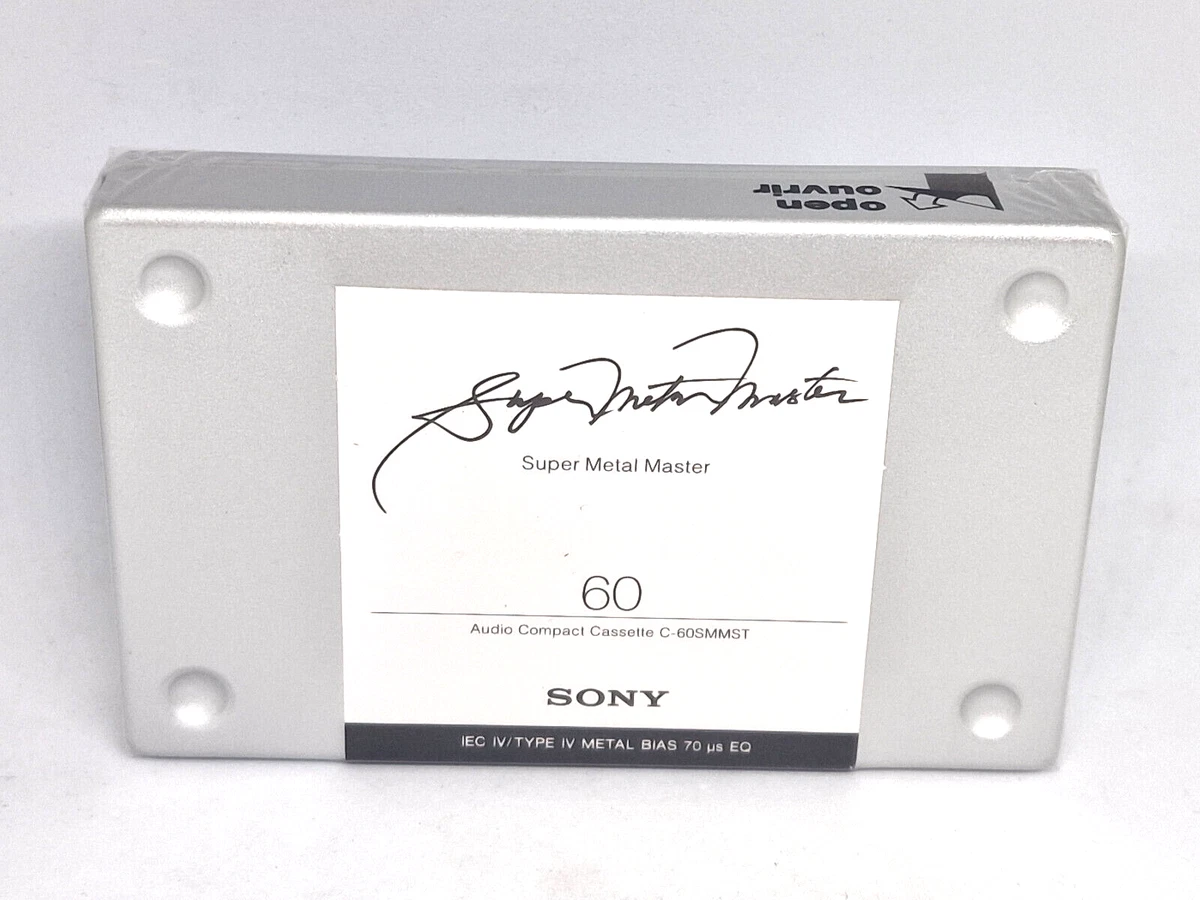 open
ouvrir
Super Metal Master
Super Metal Master
60
Audio Compact Cassette C-60SMMST
SONY
IEC IV/TYPE IV METAL BIAS 70 µs EQ